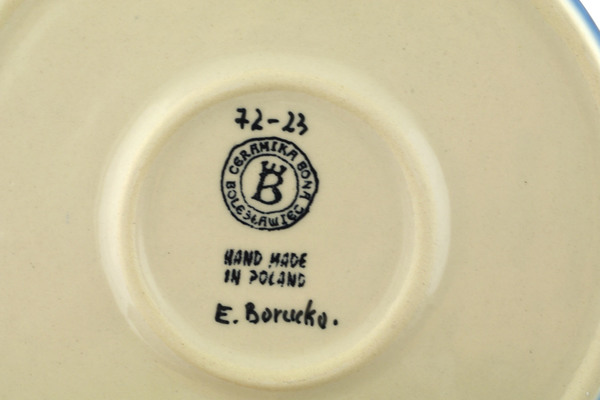 72-23
CERAMIKA BONA
B
BOLESŁAWIEC
HAND MADE
IN POLAND
E. Borucka.